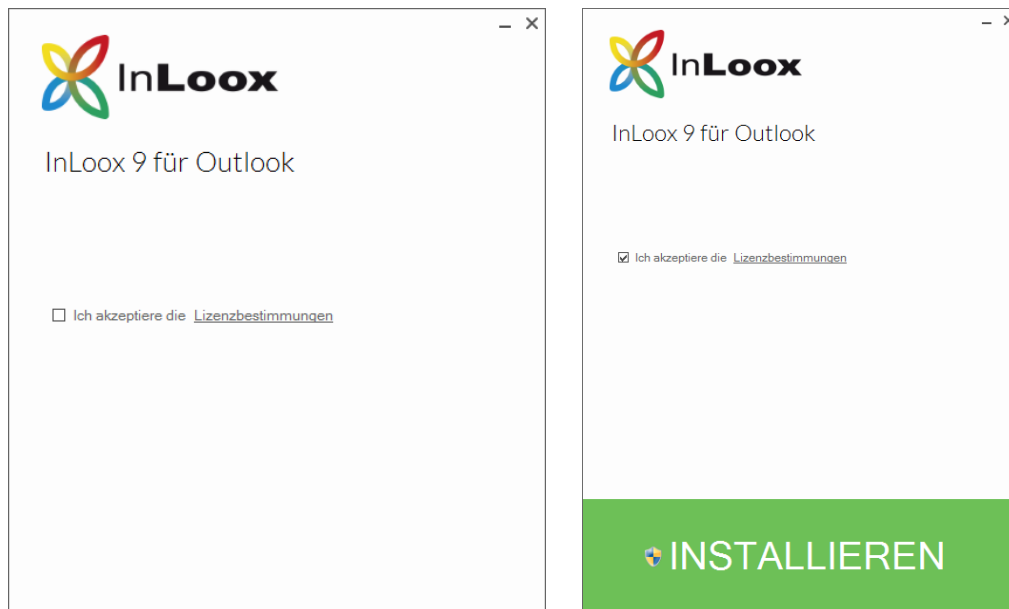 InLoox
InLoox 9 für Outlook
Ich akzeptiere die Lizenzbestimmungen
InLoox
InLoox 9 für Outlook
Ich akzeptiere die Lizenzbestimmungen
INSTALLIEREN